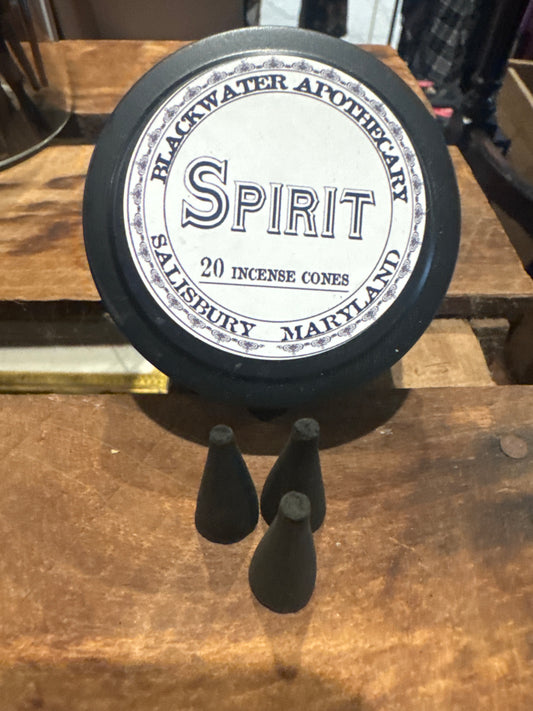 BLACKWATER APOTHECARY
SPIRIT
20 INCENSE CONES
SALISBURY MARYLAND